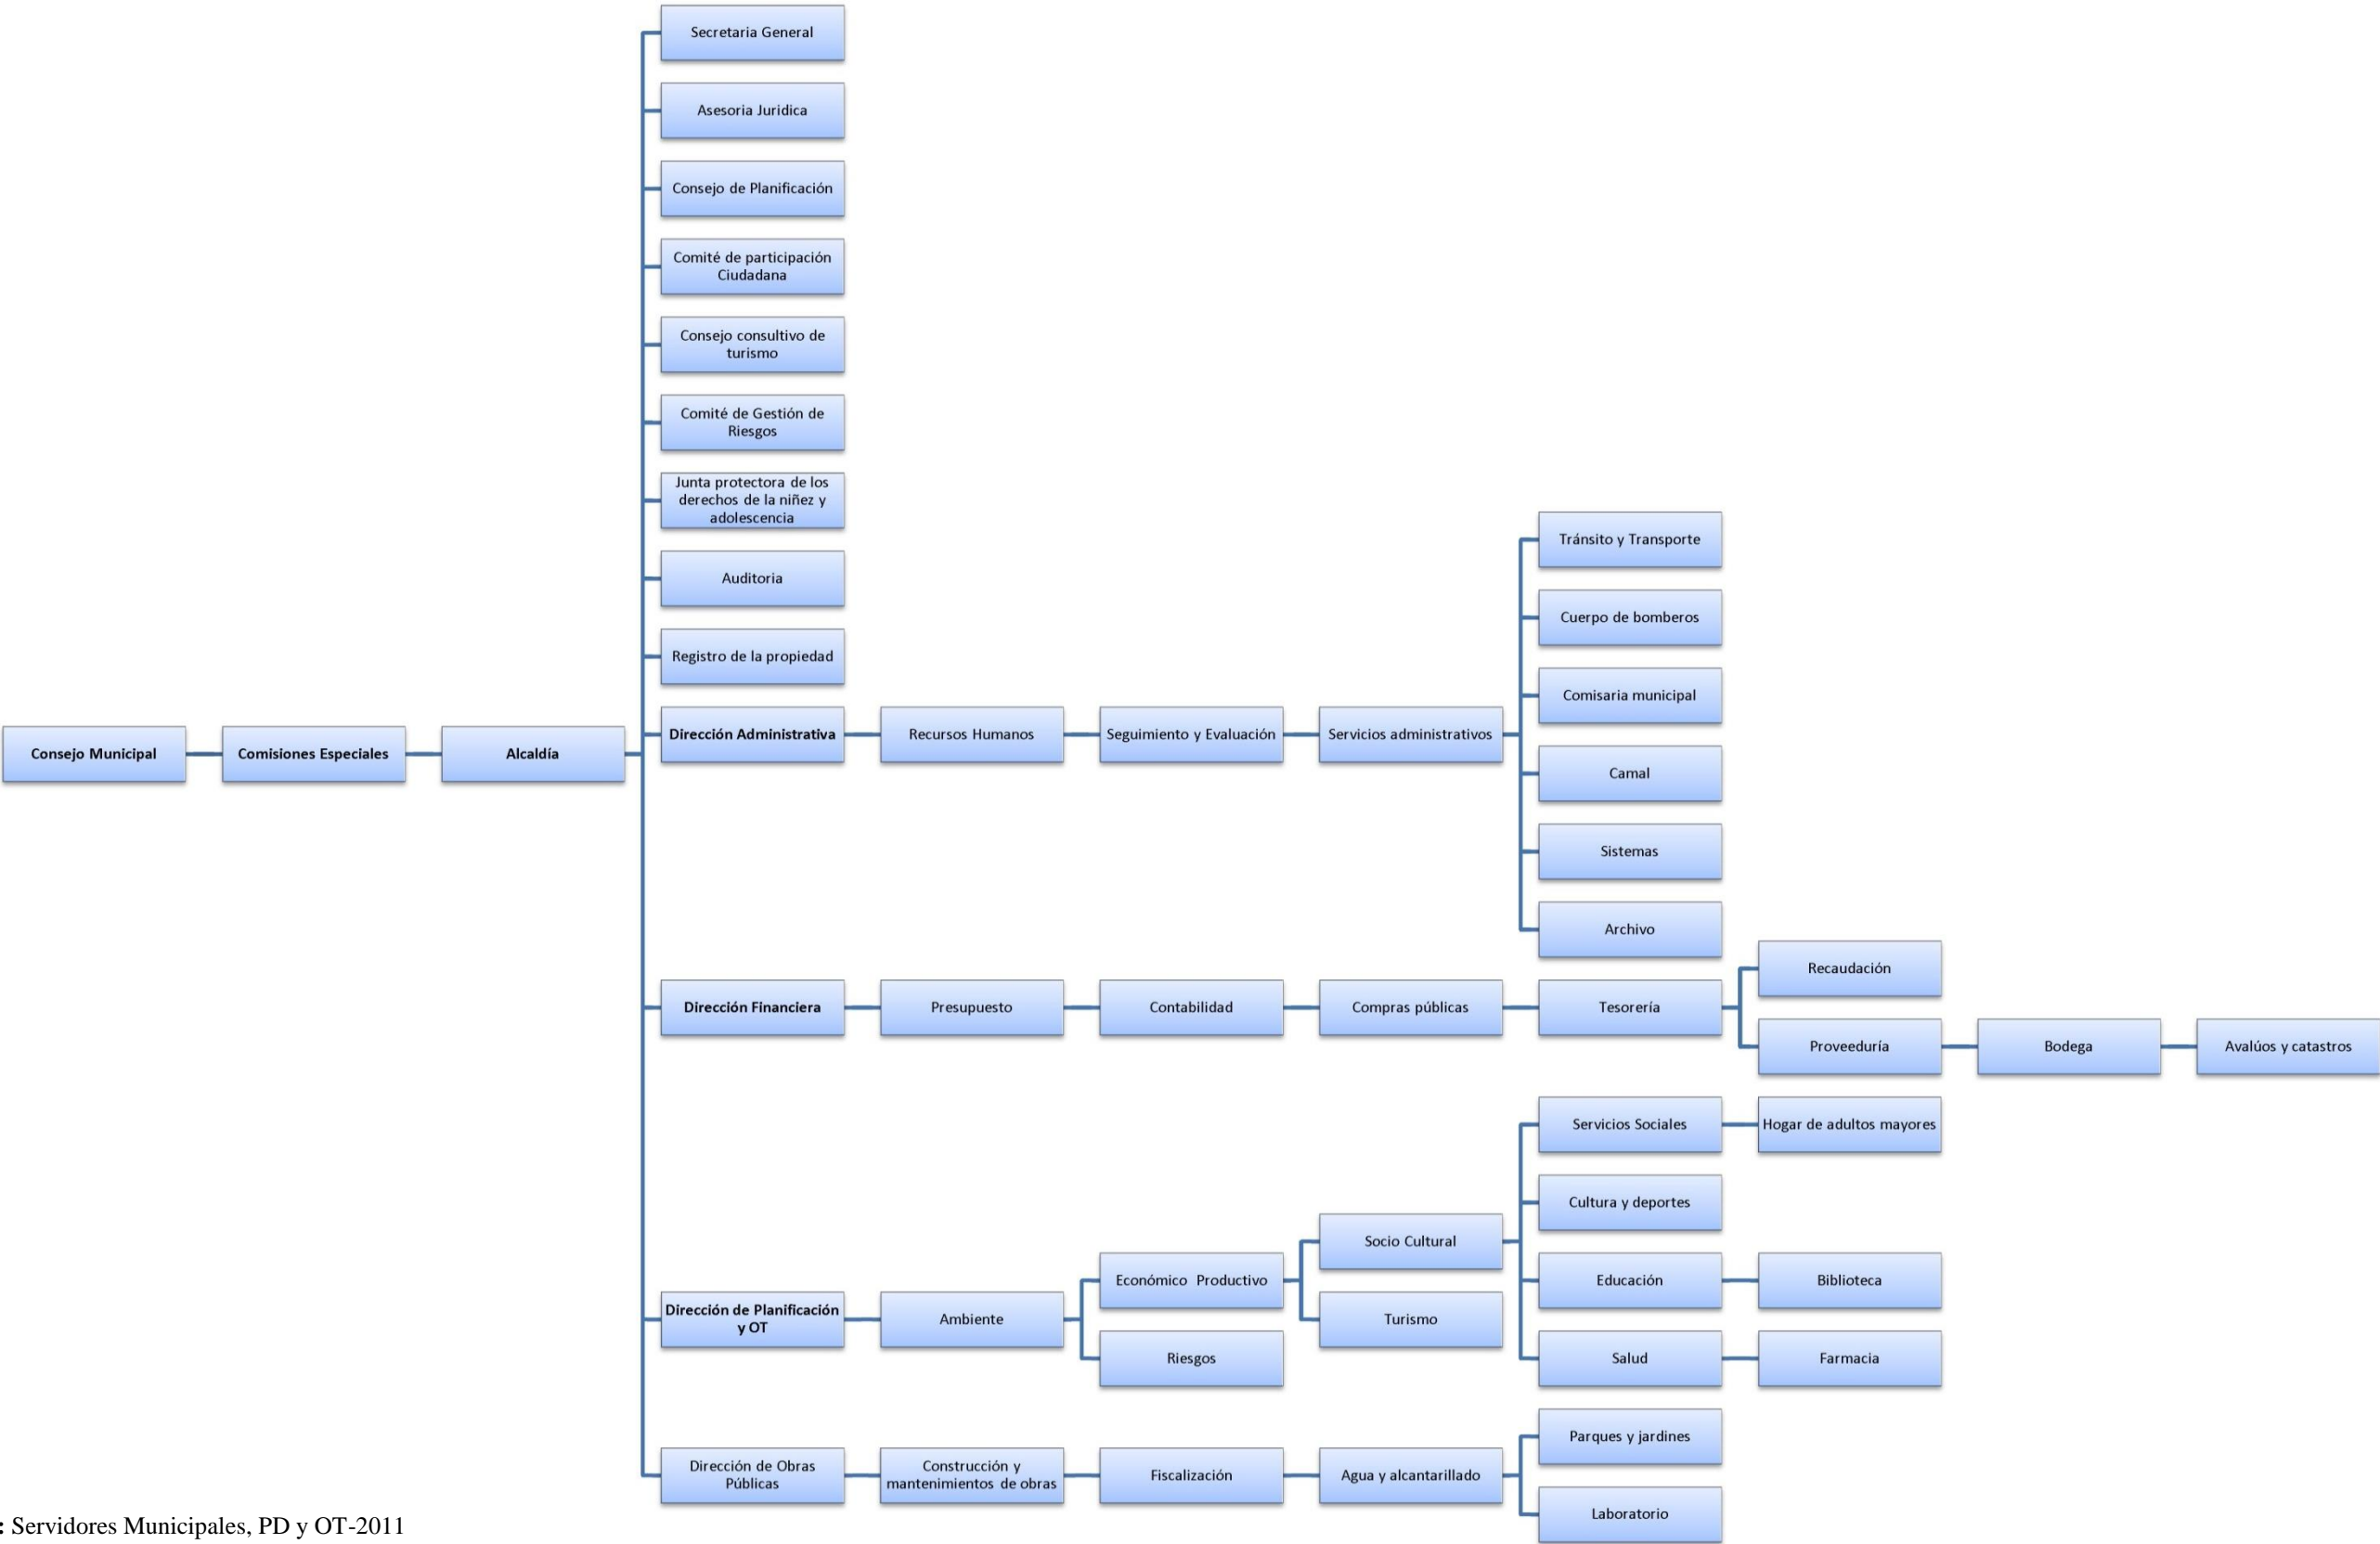 Secretaria General
Asesoria Juridica
Consejo de Planificación
Comité de participación
Ciudadana
Consejo consultivo de
turismo
Comité de Gestión de
Riesgos
Junta protectora de los
derechos de la niñez y
adolescencia
Auditoria
Registro de la propiedad
Consejo Municipal
Comisiones Especiales
Alcaldía
Dirección Administrativa
Recursos Humanos
Seguimiento y Evaluación
Servicios administrativos
Tránsito y Transporte
Cuerpo de bomberos
Comisaria municipal
Camal
Sistemas
Archivo
Dirección Financiera
Presupuesto
Contabilidad
Compras públicas
Tesorería
Recaudación
Proveeduría
Bodega
Avalúos y catastros
Dirección de Planificación
y OT
Ambiente
Económico  Productivo
Riesgos
Socio Cultural
Turismo
Servicios Sociales
Hogar de adultos mayores
Cultura y deportes
Educación
Biblioteca
Salud
Farmacia
Dirección de Obras
Públicas
Construcción y
mantenimientos de obras
Fiscalización
Agua y alcantarillado
Parques y jardines
Laboratorio
: Servidores Municipales, PD y OT-2011